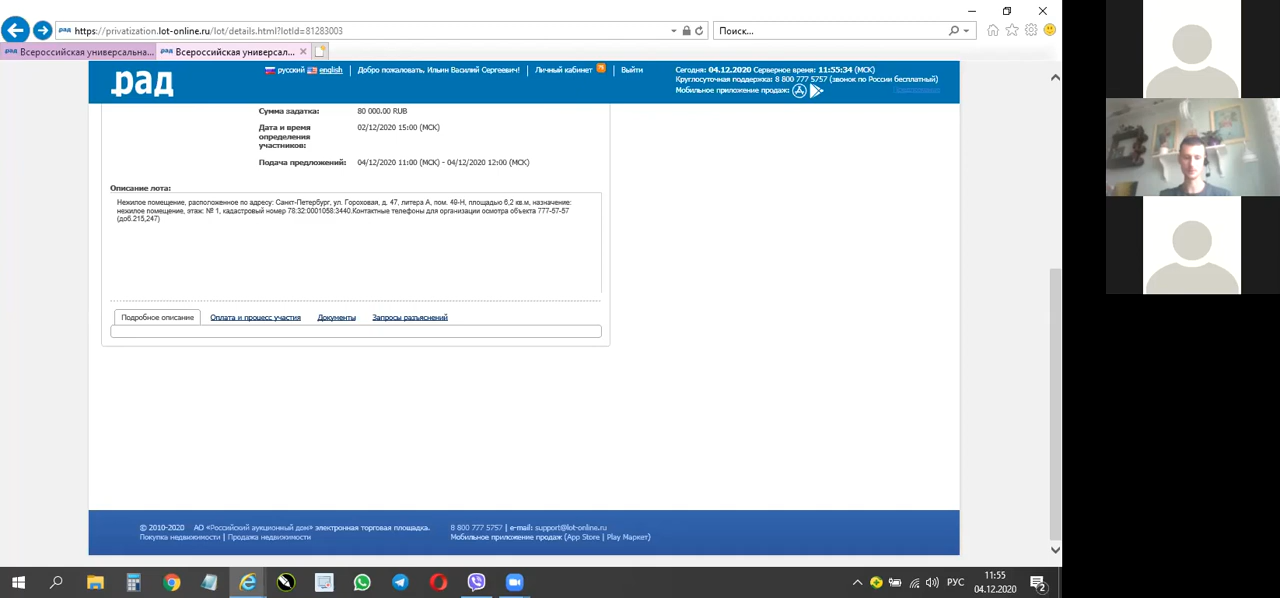 рад https://privatization.lot-online.ru/lot/details.html?lotId=81283003
Поиск...
рад Всероссийская универсальна...
рад Всероссийская универсал...
рад
русский english | Добро пожаловать, Ильин Василий Сергеевич! | Личный кабинет | Выйти
Сегодня: 04.12.2020 Серверное время: 11:55:34 (МСК)
Круглосуточная поддержка: 8 800 777 5757 (звонок по России бесплатный)
Мобильное приложение продаж:
Сумма задатка: 80 000.00 RUB
Дата и время определения участников: 02/12/2020 15:00 (МСК)
Подача предложений: 04/12/2020 11:00 (МСК) - 04/12/2020 12:00 (МСК)
Описание лота:
Нежилое помещение, расположенное по адресу: Санкт-Петербург, ул. Гороховая, д. 47, литера А, пом. 49-Н, площадью 6,2 кв.м, назначение:
нежилое помещение, этаж: № 1, кадастровый номер 78:32:0001058:3440.Контактные телефоны для организации осмотра объекта 777-57-57
(доб.215,247)
Подробное описание Оплата и процесс участия Документы Запросы разъяснений
© 2010-2020 АО «Российский аукционный дом» электронная торговая площадка.
Покупка недвижимости | Продажа недвижимости
8 800 777 5757 | e-mail: support@lot-online.ru
Мобильное приложение продаж (App Store | Play Маркет)
РУС
11:55
04.12.2020
2